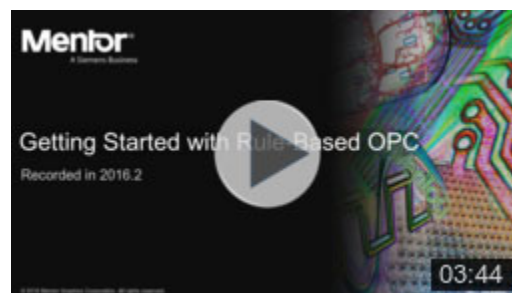 Mentor®
A Siemens Business
Getting Started with Rule-Based OPC
Recorded in 2016.2
03:44